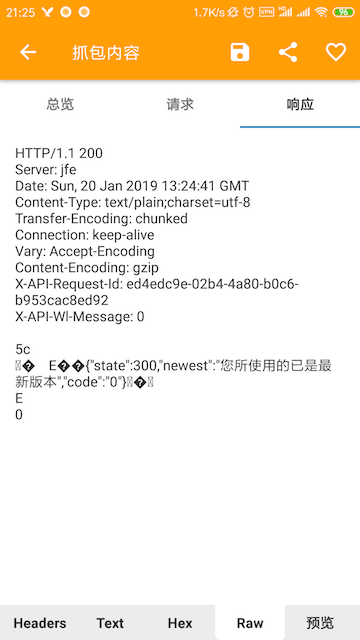 21:25 1.7K/s VPN 96
抓包内容
总览 请求 响应
HTTP/1.1 200
Server: jfe
Date: Sun, 20 Jan 2019 13:24:41 GMT
Content-Type: text/plain;charset=utf-8
Transfer-Encoding: chunked
Connection: keep-alive
Vary: Accept-Encoding
Content-Encoding: gzip
X-API-Request-Id: ed4edc9e-02b4-4a80-b0c6-
b953cac8ed92
X-API-Wl-Message: 0
5c
� E��{"state":300,"newest":"您所使用的已是最
新版本","code":"0"}�
E
0
Headers Text Hex Raw 预览